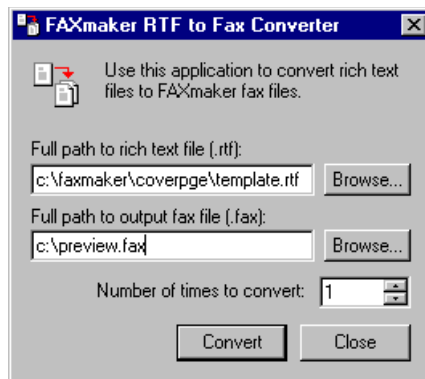 FAXmaker RTF to Fax Converter
Use this application to convert rich text
files to FAXmaker fax files.
Full path to rich text file (.rtf):
c:\faxmaker\coverpge\template.rtf Browse...
Full path to output fax file (.fax):
c:\preview.fax Browse...
Number of times to convert: 1
Convert Close